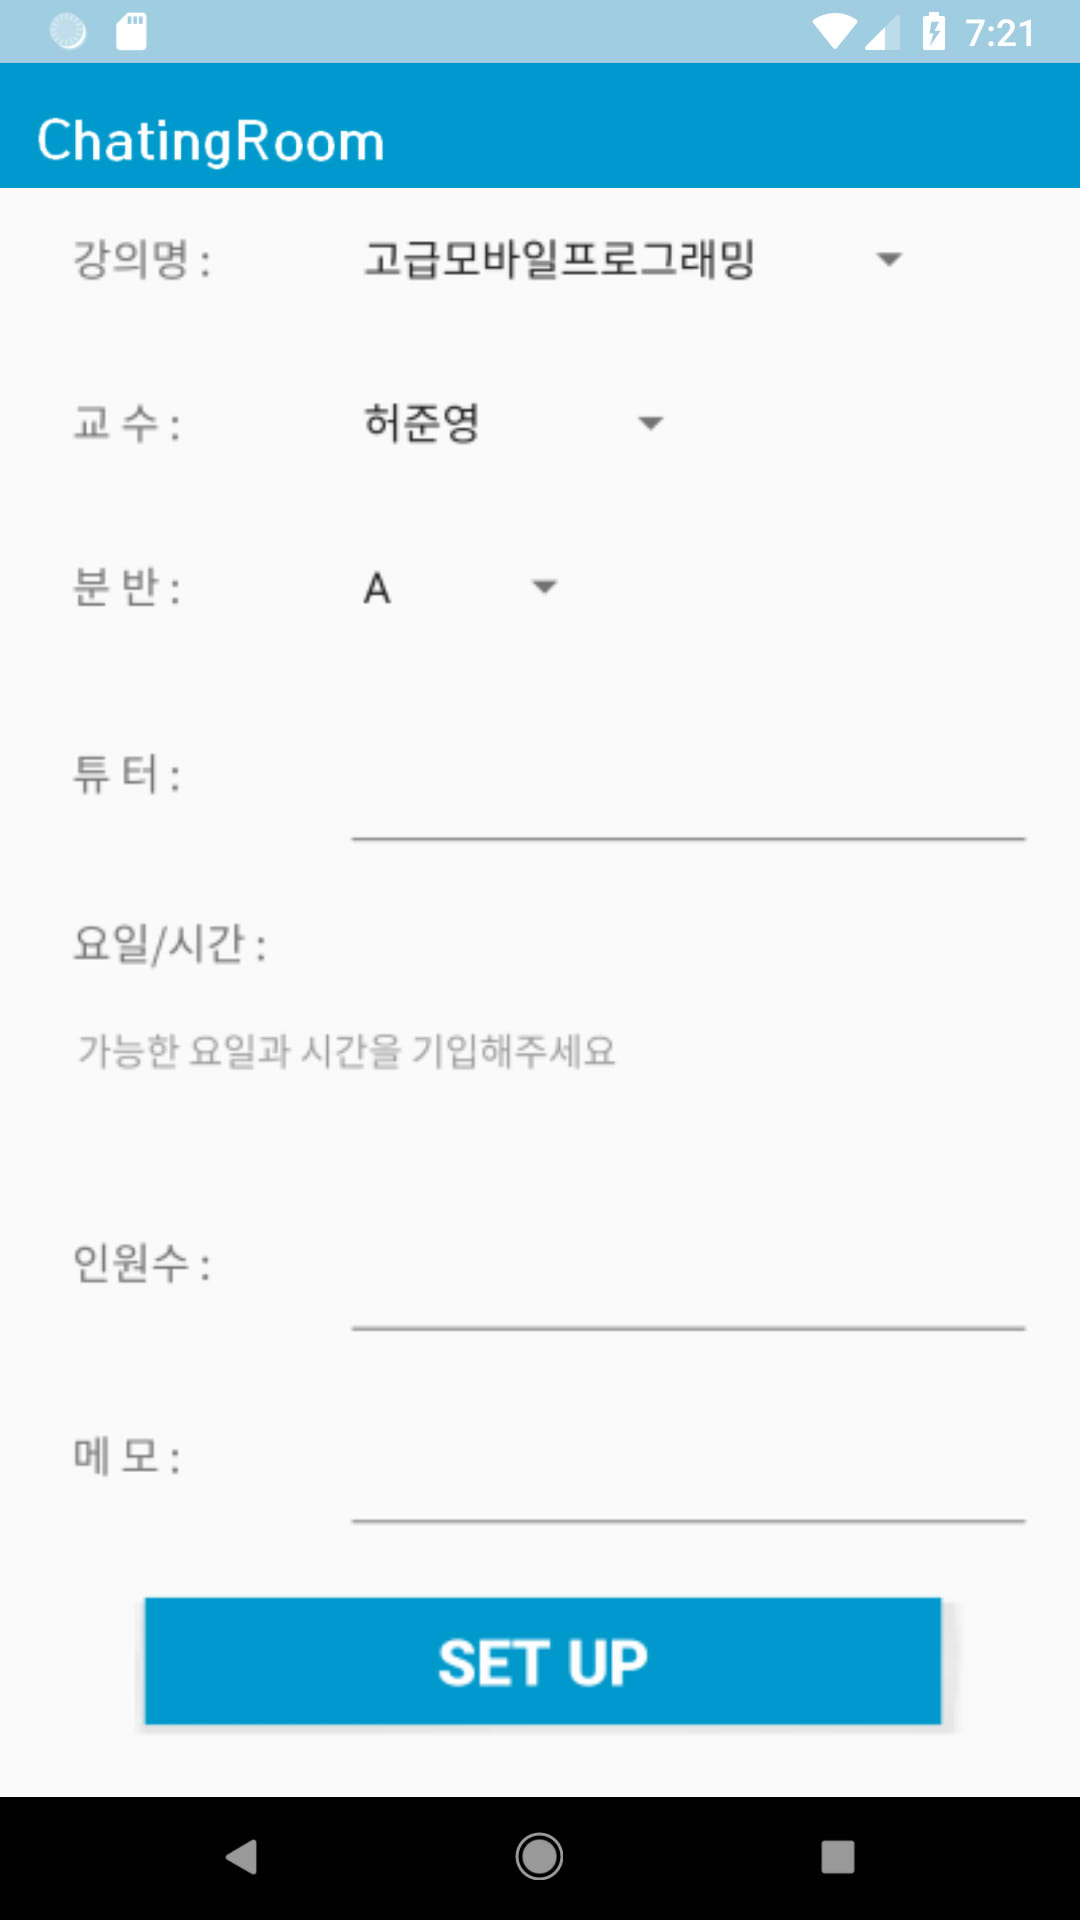 7:21
ChatingRoom
강의명 : 고급모바일프로그래밍
교 수 : 허준영
분 반 : A
튜 터 :
요일/시간 :
가능한 요일과 시간을 기입해주세요
인원수 :
메 모 :
SET UP